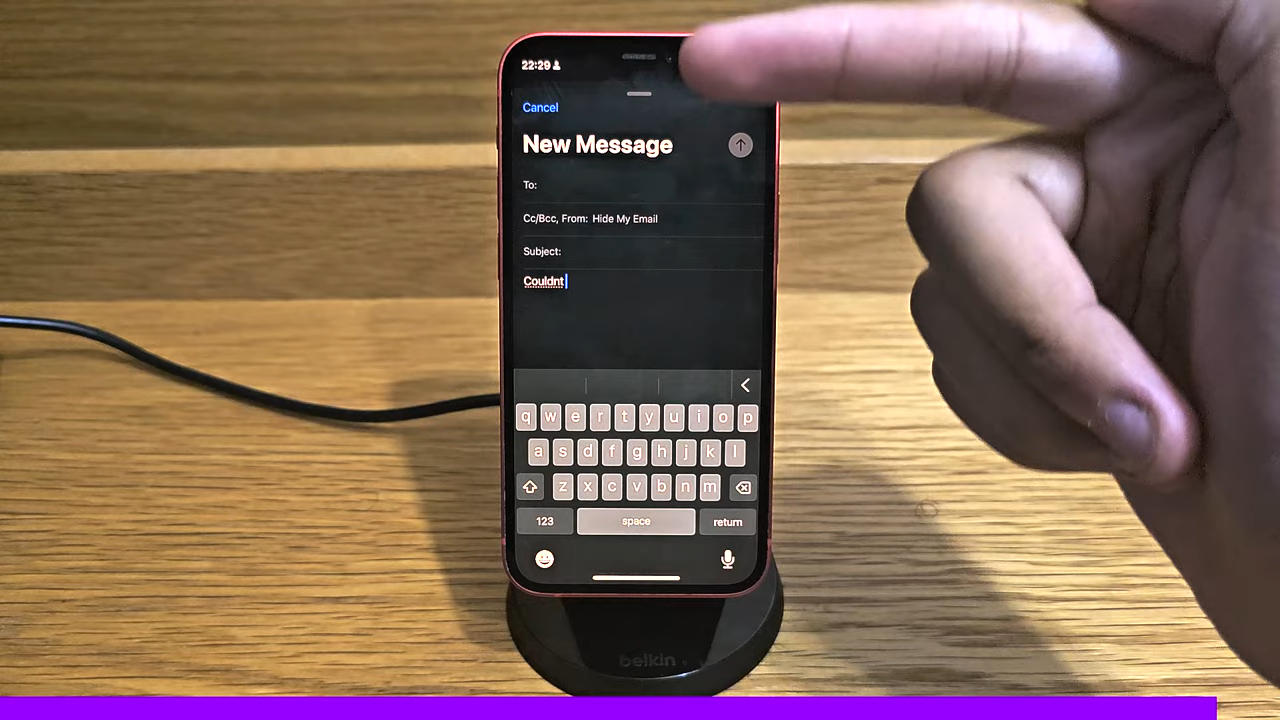 22:29
Cancel
New Message
To:
Cc/Bcc, From: Hide My Email
Subject:
Couldnt
q w e r t y u i o p
a s d f g h j k l
z x c v b n m
123 space return
belkin